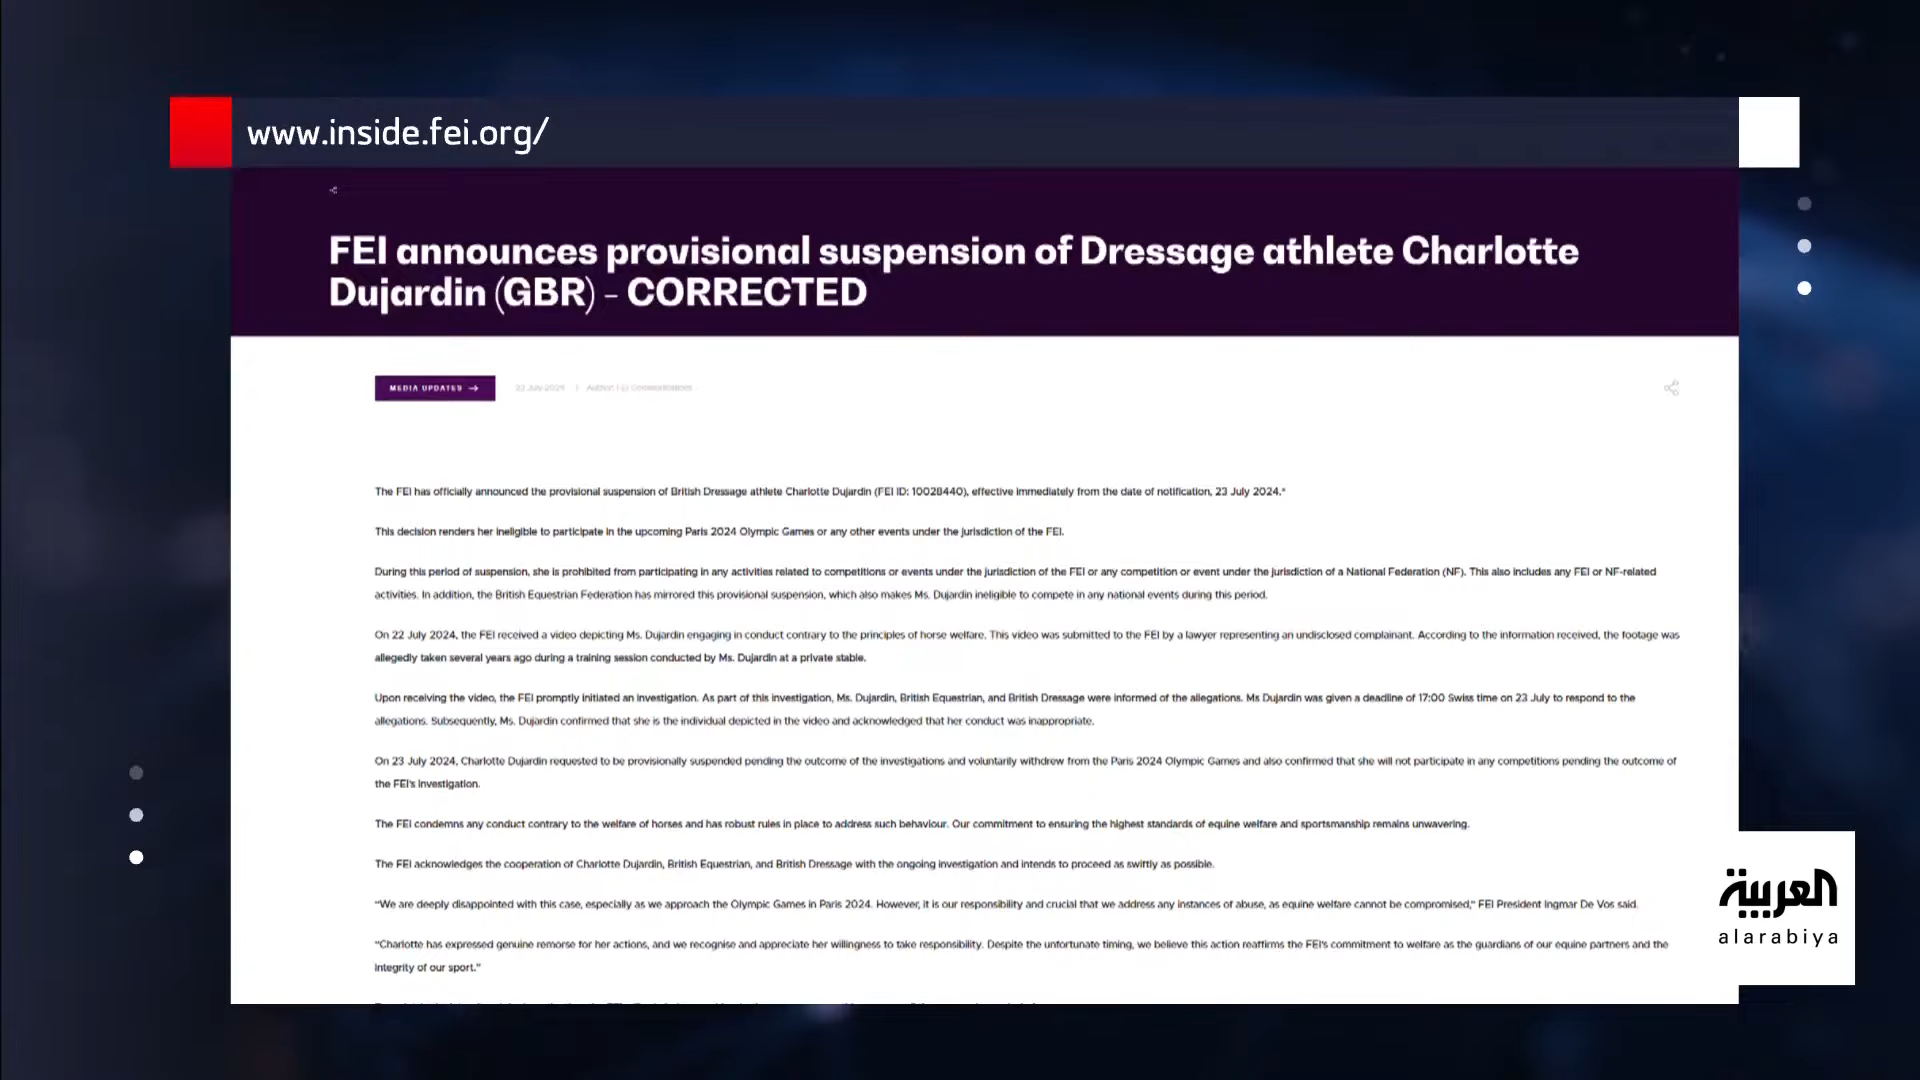 www.inside.fei.org/
FEI announces provisional suspension of Dressage athlete Charlotte
Dujardin (GBR) – CORRECTED
MEDIA UPDATES →
The FEI has officially announced the provisional suspension of British Dressage athlete Charlotte Dujardin (FEI ID: 10028440), effective immediately from the date of notification, 23 July 2024.*
This decision renders her ineligible to participate in the upcoming Paris 2024 Olympic Games or any other events under the jurisdiction of the FEI.
During this period of suspension, she is prohibited from participating in any activities related to competitions or events under the jurisdiction of the FEI or any competition or event under the jurisdiction of a National Federation (NF). This also includes any FEI or NF-related
activities. In addition, the British Equestrian Federation has mirrored this provisional suspension, which also makes Ms. Dujardin ineligible to compete in any national events during this period.
On 22 July 2024, the FEI received a video depicting Ms. Dujardin engaging in conduct contrary to the principles of horse welfare. This video was submitted to the FEI by a lawyer representing an undisclosed complainant. According to the information received, the footage was
allegedly taken several years ago during a training session conducted by Ms. Dujardin at a private stable.
Upon receiving the video, the FEI promptly initiated an investigation. As part of this investigation, Ms. Dujardin, British Equestrian, and British Dressage were informed of the allegations. Ms Dujardin was given a deadline of 17:00 Swiss time on 23 July to respond to the
allegations. Subsequently, Ms. Dujardin confirmed that she is the individual depicted in the video and acknowledged that her conduct was inappropriate.
On 23 July 2024, Charlotte Dujardin requested to be provisionally suspended pending the outcome of the investigations and voluntarily withdrew from the Paris 2024 Olympic Games and also confirmed that she will not participate in any competitions pending the outcome of
the FEI's investigation.
The FEI condemns any conduct contrary to the welfare of horses and has robust rules in place to address such behaviour. Our commitment to ensuring the highest standards of equine welfare and sportsmanship remains unwavering.
The FEI acknowledges the cooperation of Charlotte Dujardin, British Equestrian, and British Dressage with the ongoing investigation and intends to proceed as swiftly as possible.
"We are deeply disappointed with this case, especially as we approach the Olympic Games in Paris 2024. However, it is our responsibility and crucial that we address any instances of abuse, as equine welfare cannot be compromised," FEI President Ingmar De Vos said.
"Charlotte has expressed genuine remorse for her actions, and we recognise and appreciate her willingness to take responsibility. Despite the unfortunate timing, we believe this action reaffirms the FEI's commitment to welfare as the guardians of our equine partners and the
integrity of our sport."
العربية
alarabiya